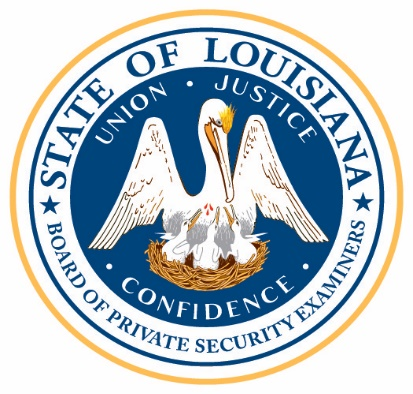 STATE OF LOUISIANA
UNION · JUSTICE
· CONFIDENCE ·
★ BOARD OF PRIVATE SECURITY EXAMINERS ★